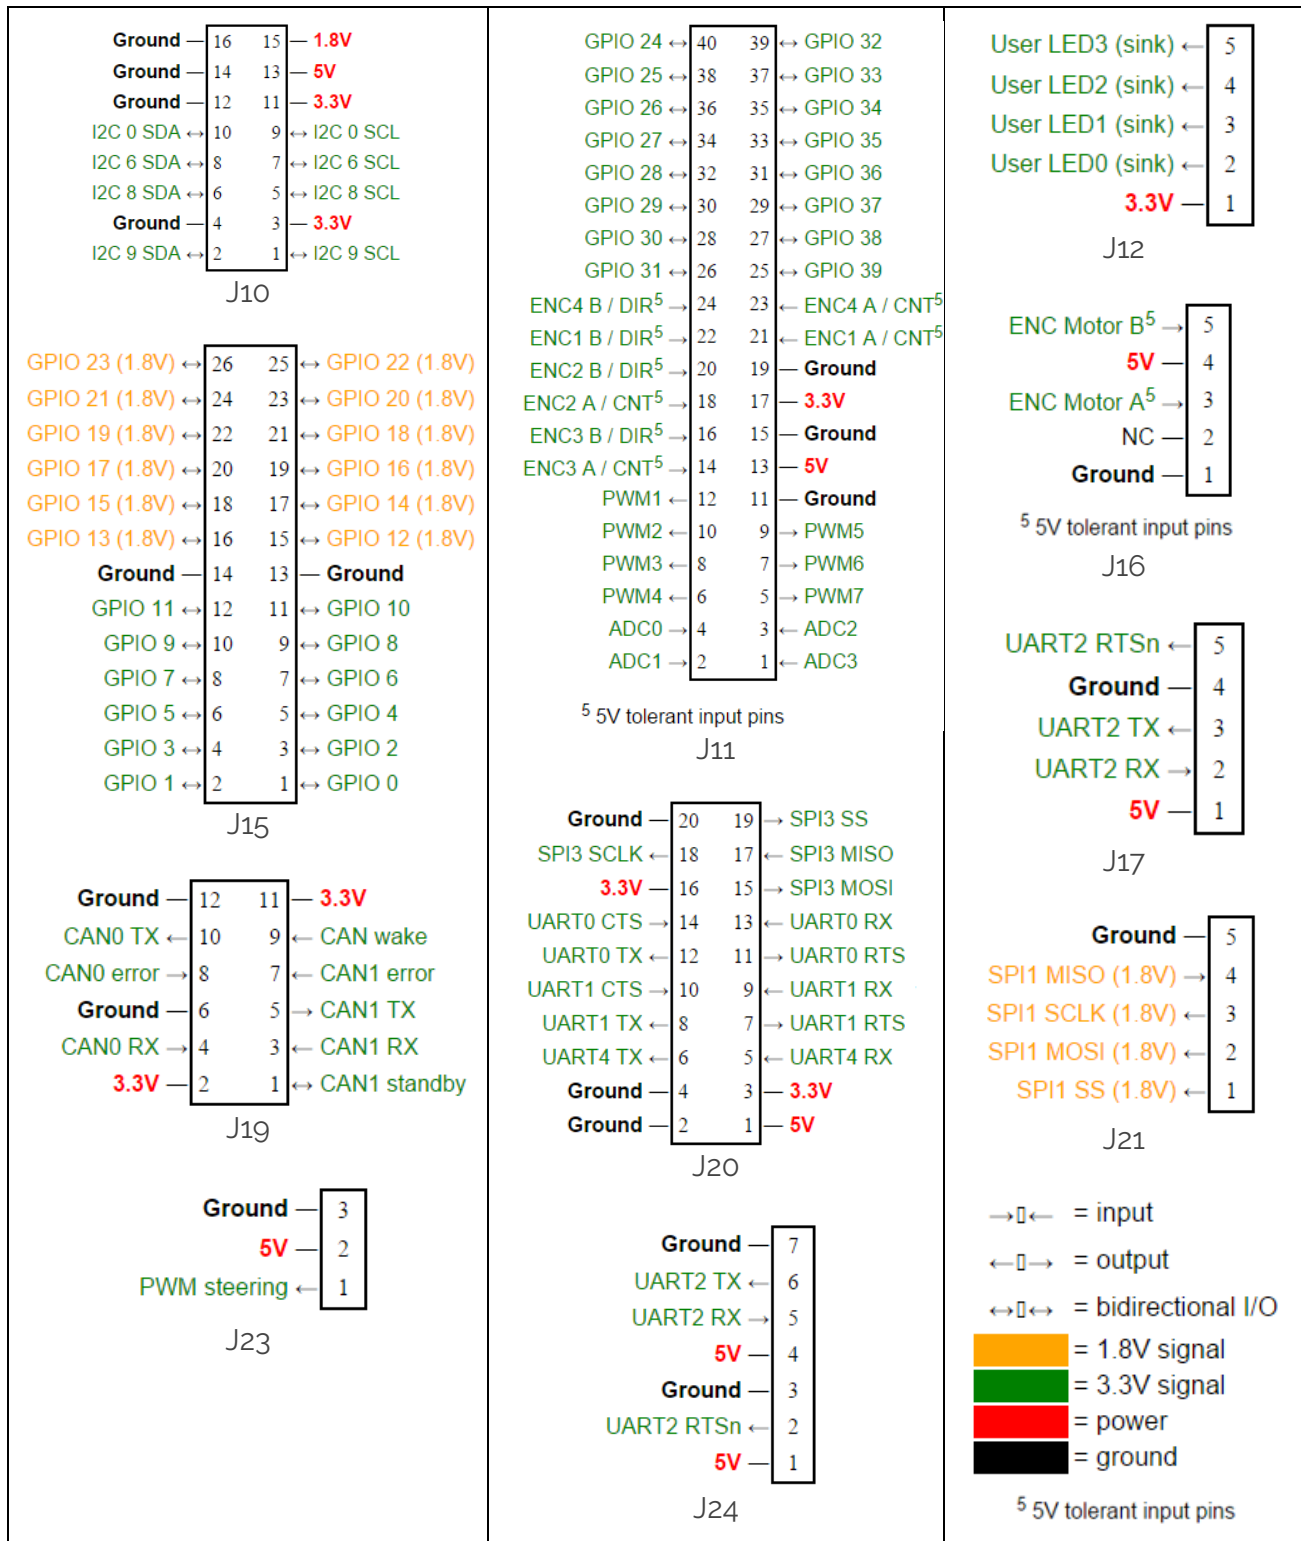 Ground 16 15 1.8V
Ground 14 13 5V
Ground 12 11 3.3V
I2C 0 SDA ↔ 10 9 ↔ I2C 0 SCL
I2C 6 SDA ↔ 8 7 ↔ I2C 6 SCL
I2C 8 SDA ↔ 6 5 ↔ I2C 8 SCL
Ground 4 3 3.3V
I2C 9 SDA ↔ 2 1 ↔ I2C 9 SCL
J10
GPIO 23 (1.8V) ↔ 26 25 ↔ GPIO 22 (1.8V)
GPIO 21 (1.8V) ↔ 24 23 ↔ GPIO 20 (1.8V)
GPIO 19 (1.8V) ↔ 22 21 ↔ GPIO 18 (1.8V)
GPIO 17 (1.8V) ↔ 20 19 ↔ GPIO 16 (1.8V)
GPIO 15 (1.8V) ↔ 18 17 ↔ GPIO 14 (1.8V)
GPIO 13 (1.8V) ↔ 16 15 ↔ GPIO 12 (1.8V)
Ground 14 13 Ground
GPIO 11 ↔ 12 11 ↔ GPIO 10
GPIO 9 ↔ 10 9 ↔ GPIO 8
GPIO 7 ↔ 8 7 ↔ GPIO 6
GPIO 5 ↔ 6 5 ↔ GPIO 4
GPIO 3 ↔ 4 3 ↔ GPIO 2
GPIO 1 ↔ 2 1 ↔ GPIO 0
J15
Ground 12 11 3.3V
CAN0 TX ← 10 9 ← CAN wake
CAN0 error → 8 7 ← CAN1 error
Ground 6 5 → CAN1 TX
CAN0 RX → 4 3 ← CAN1 RX
3.3V 2 1 ↔ CAN1 standby
J19
Ground 3
5V 2
PWM steering ← 1
J23
GPIO 24 ↔ 40 39 ↔ GPIO 32
GPIO 25 ↔ 38 37 ↔ GPIO 33
GPIO 26 ↔ 36 35 ↔ GPIO 34
GPIO 27 ↔ 34 33 ↔ GPIO 35
GPIO 28 ↔ 32 31 ↔ GPIO 36
GPIO 29 ↔ 30 29 ↔ GPIO 37
GPIO 30 ↔ 28 27 ↔ GPIO 38
GPIO 31 ↔ 26 25 ↔ GPIO 39
ENC4 B / DIR⁵ → 24 23 ← ENC4 A / CNT⁵
ENC1 B / DIR⁵ → 22 21 ← ENC1 A / CNT⁵
ENC2 B / DIR⁵ → 20 19 Ground
ENC2 A / CNT⁵ → 18 17 3.3V
ENC3 B / DIR⁵ → 16 15 Ground
ENC3 A / CNT⁵ → 14 13 5V
PWM1 ← 12 11 Ground
PWM2 ← 10 9 → PWM5
PWM3 ← 8 7 → PWM6
PWM4 ← 6 5 → PWM7
ADC0 → 4 3 ← ADC2
ADC1 → 2 1 ← ADC3
⁵ 5V tolerant input pins
J11
Ground 20 19 → SPI3 SS
SPI3 SCLK ← 18 17 ← SPI3 MISO
3.3V 16 15 → SPI3 MOSI
UART0 CTS → 14 13 ← UART0 RX
UART0 TX ← 12 11 → UART0 RTS
UART1 CTS → 10 9 ← UART1 RX
UART1 TX ← 8 7 → UART1 RTS
UART4 TX ← 6 5 ← UART4 RX
Ground 4 3 3.3V
Ground 2 1 5V
J20
Ground 7
UART2 TX ← 6
UART2 RX → 5
5V 4
Ground 3
UART2 RTSn ← 2
5V 1
J24
User LED3 (sink) ← 5
User LED2 (sink) ← 4
User LED1 (sink) ← 3
User LED0 (sink) ← 2
3.3V 1
J12
ENC Motor B⁵ → 5
5V 4
ENC Motor A⁵ → 3
NC 2
Ground 1
⁵ 5V tolerant input pins
J16
UART2 RTSn ← 5
Ground 4
UART2 TX ← 3
UART2 RX → 2
5V 1
J17
Ground 5
SPI1 MISO (1.8V) → 4
SPI1 SCLK (1.8V) ← 3
SPI1 MOSI (1.8V) ← 2
SPI1 SS (1.8V) ← 1
J21
→▯← = input
←▯→ = output
↔▯↔ = bidirectional I/O
= 1.8V signal
= 3.3V signal
= power
= ground
⁵ 5V tolerant input pins